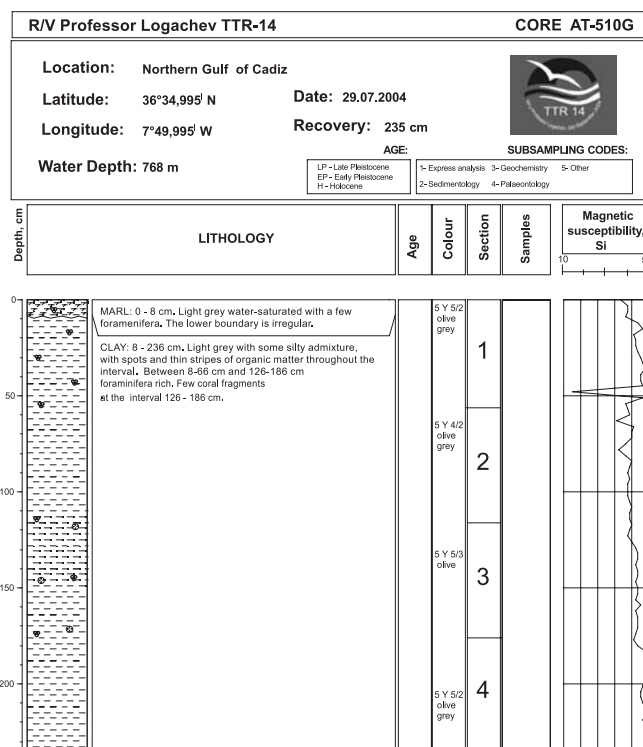 R/V Professor Logachev TTR-14 CORE AT-510G
Location: Northern Gulf of Cadiz
Latitude: 36°34,995' N Date: 29.07.2004
Longitude: 7°49,995' W Recovery: 235 cm
Water Depth: 768 m
TTR 14
AGE:
LP - Late Pleistocene
EP - Early Pleistocene
H - Holocene
SUBSAMPLING CODES:
1- Express analysis 3- Geochemistry 5- Other
2- Sedimentology 4- Palaeontology
Depth, cm
LITHOLOGY
Age
Colour
Section
Samples
Magnetic
susceptibility,
Si
10
0
50
100
150
200
MARL: 0 - 8 cm. Light grey water-saturated with a few
foramenifera. The lower boundary is irregular.
CLAY: 8 - 236 cm. Light grey with some silty admixture,
with spots and thin stripes of organic matter throughout the
interval. Between 8-66 cm and 126-186 cm
foraminifera rich. Few coral fragments
at the interval 126 - 186 cm.
5 Y 5/2
olive
grey
5 Y 4/2
olive
grey
5 Y 5/3
olive
5 Y 5/2
olive
grey
1
2
3
4